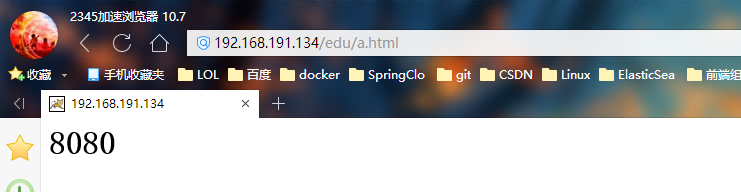 2345加速浏览器 10.7
192.168.191.134/edu/a.html
收藏 手机收藏夹 LOL 百度 docker SpringClo git CSDN Linux ElasticSea 前端组
192.168.191.134
8080